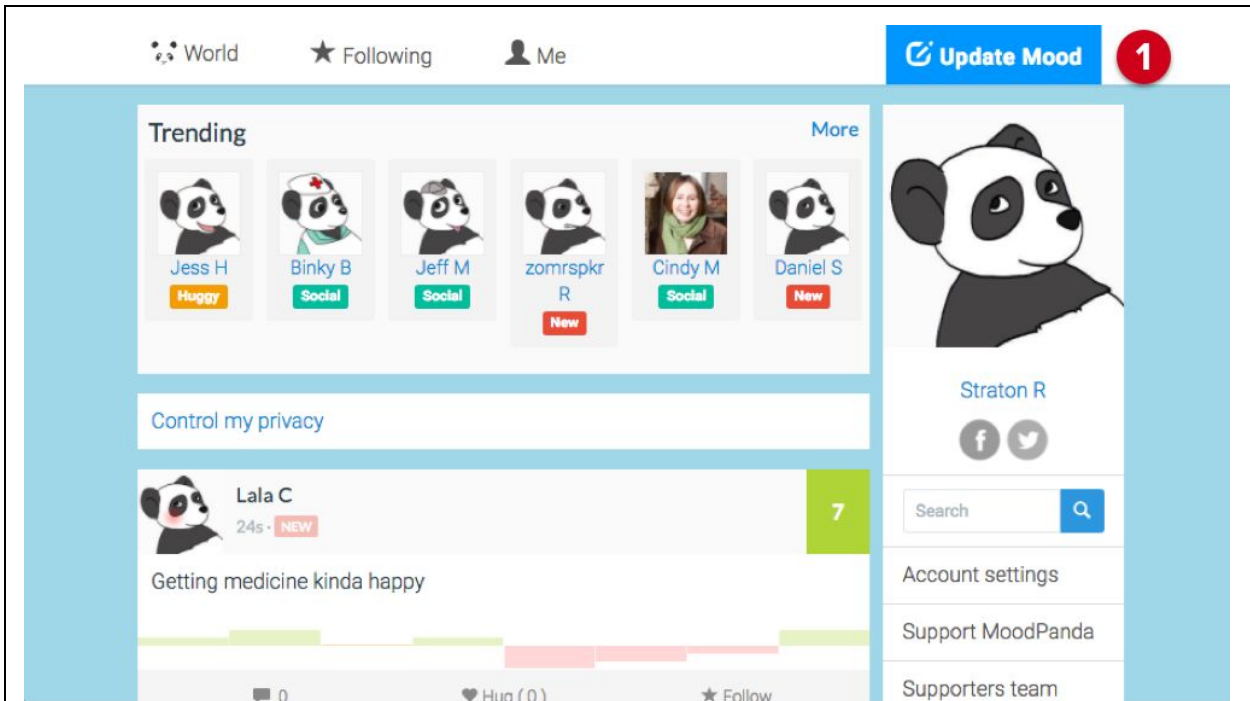 World
Following
Me
Update Mood
1
Trending
More
Jess H
Huggy
Binky B
Social
Jeff M
Social
zomrspkr
R
New
Cindy M
Social
Daniel S
New
Control my privacy
Lala C
24s · NEW
7
Getting medicine kinda happy
0
Hug ( 0 )
Follow
Straton R
Search
Account settings
Support MoodPanda
Supporters team